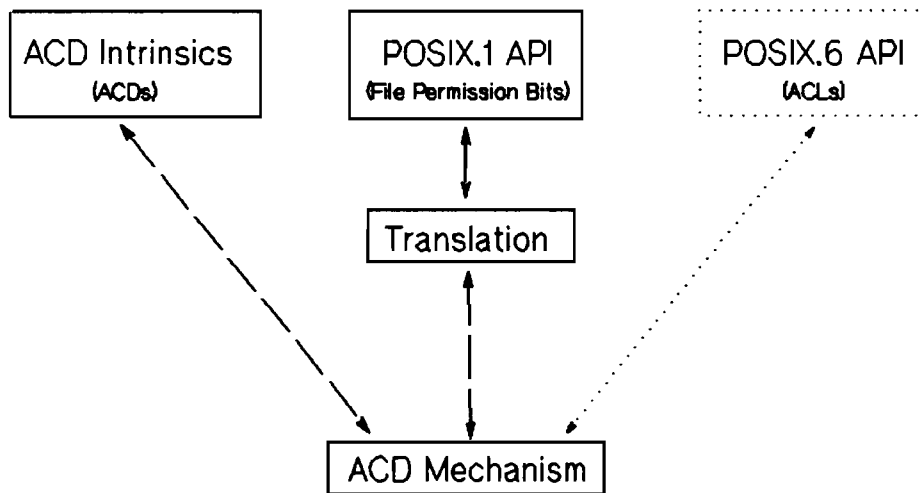 ACD Intrinsics
(ACDs)
POSIX.1 API
(File Permission Bits)
POSIX.6 API
(ACLs)
Translation
ACD Mechanism